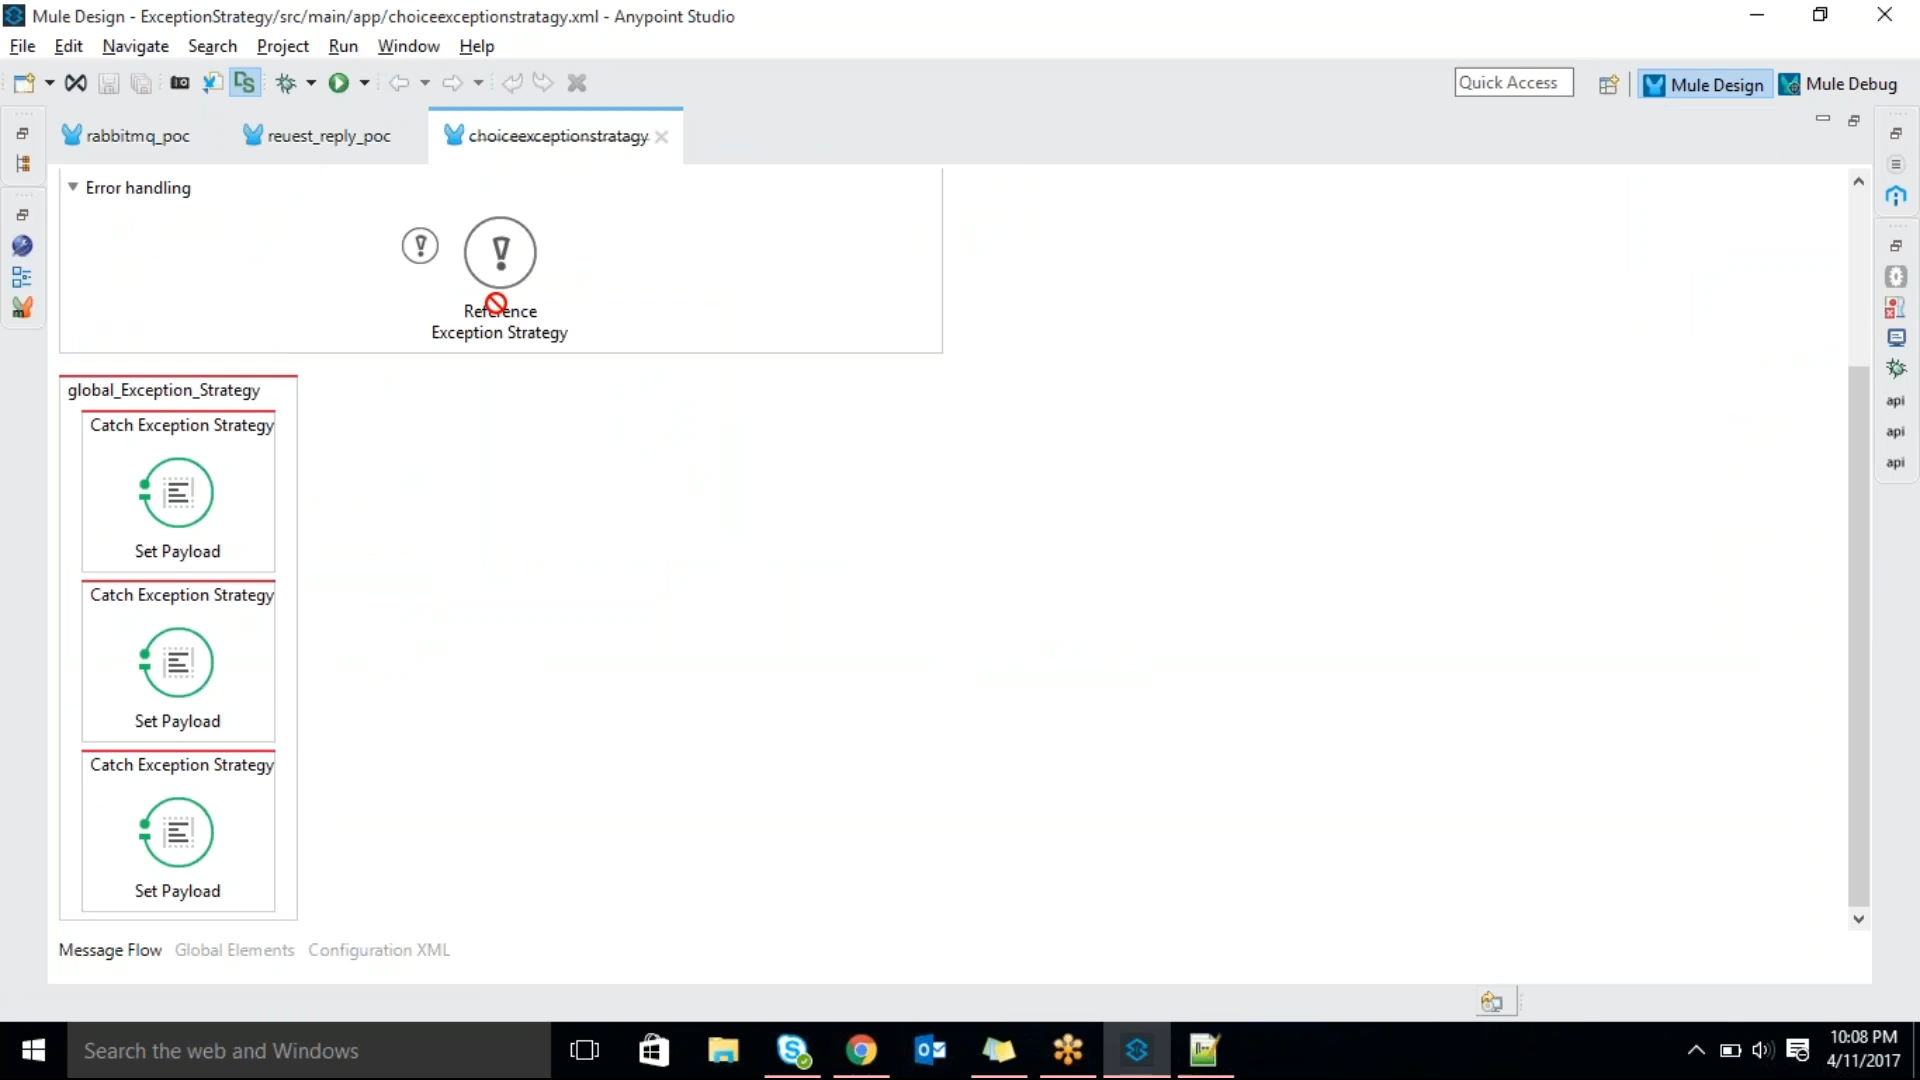 Mule Design - ExceptionStrategy/src/main/app/choiceexceptionstratagy.xml - Anypoint Studio
File Edit Navigate Search Project Run Window Help
Quick Access
Mule Design
Mule Debug
rabbitmq_poc
reuest_reply_poc
choiceexceptionstratagy
Error handling
Reference
Exception Strategy
global_Exception_Strategy
Catch Exception Strategy
Set Payload
Catch Exception Strategy
Set Payload
Catch Exception Strategy
Set Payload
api
api
api
Message Flow Global Elements Configuration XML
Search the web and Windows
10:08 PM
4/11/2017